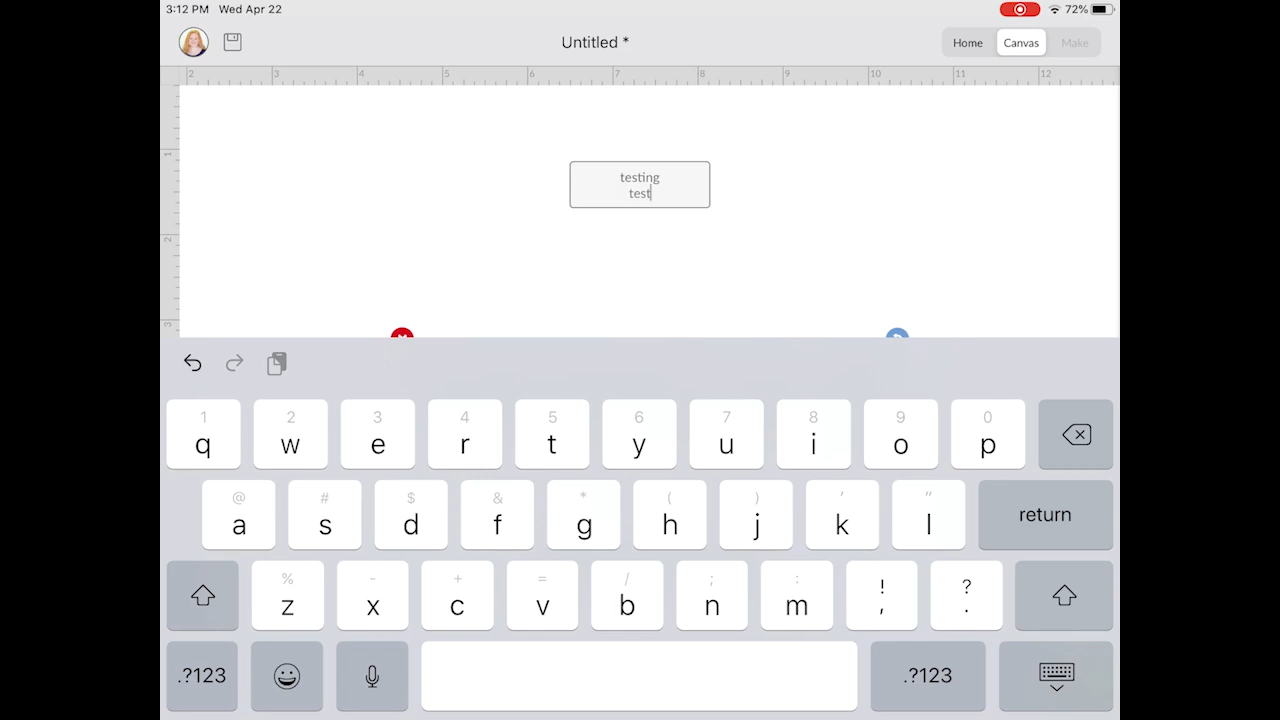 3:12 PM Wed Apr 22
72%
Untitled *
Home Canvas Make
2 3 4 5 6 7 8 9 10 11 12
1
2
3
testing
test
1 2 3 4 5 6 7 8 9 0
q w e r t y u i o p
@ # $ & * ( ) ' "
a s d f g h j k l return
% - + = / ; : ! ?
z x c v b n m , .
.?123 .?123